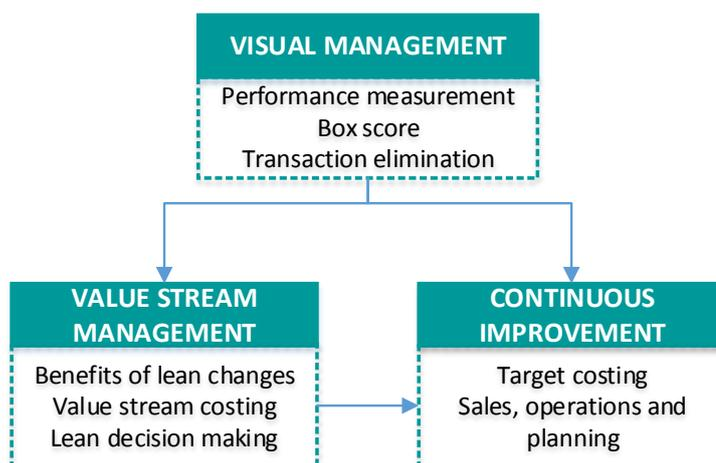 VISUAL MANAGEMENT
Performance measurement
Box score
Transaction elimination
VALUE STREAM
MANAGEMENT
Benefits of lean changes
Value stream costing
Lean decision making
CONTINUOUS
IMPROVEMENT
Target costing
Sales, operations and
planning